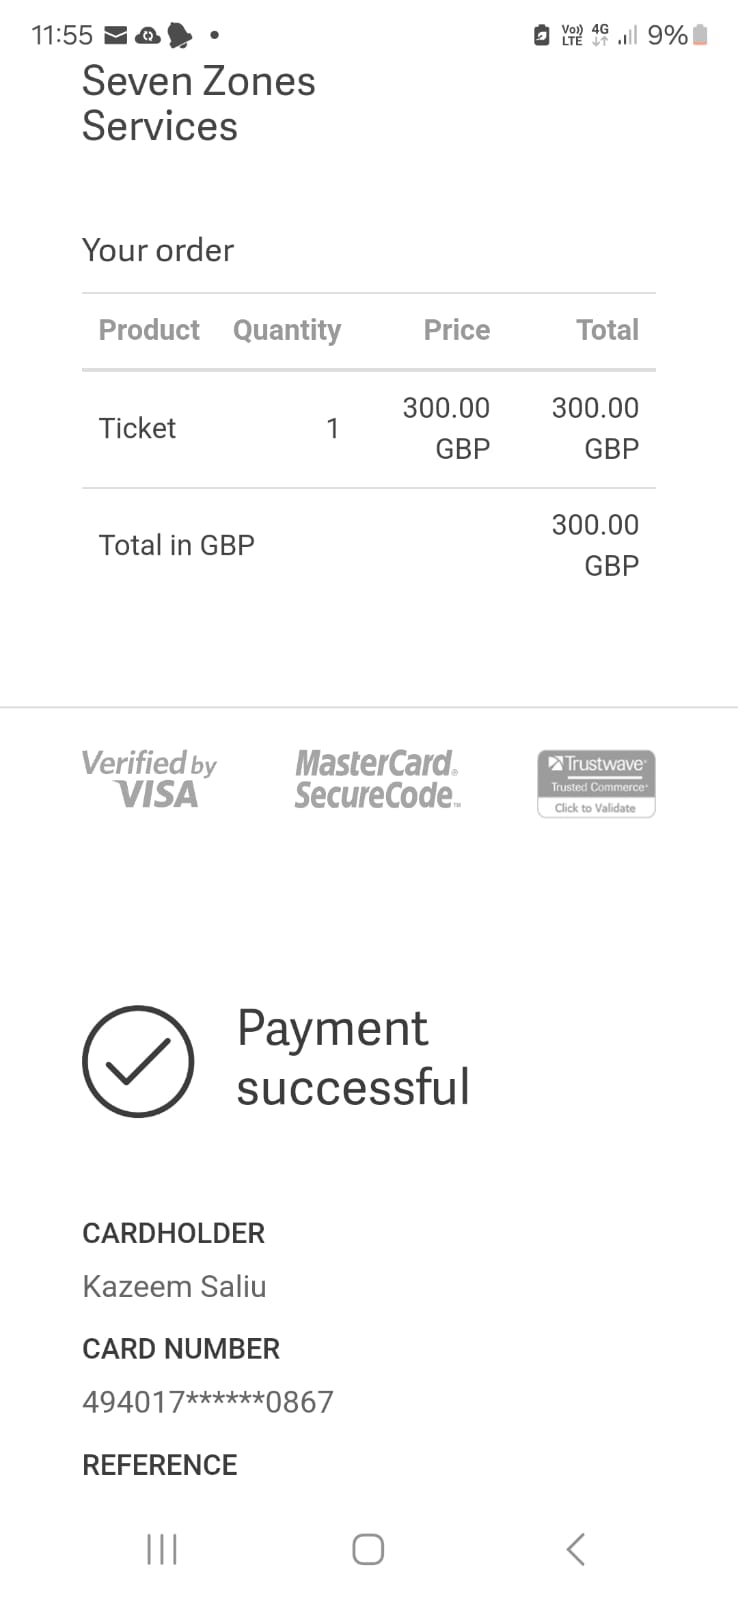 11:55
Vo)) 4G 9%
LTE
Seven Zones
Services
Your order
Product Quantity Price Total
Ticket 1 300.00 GBP 300.00 GBP
Total in GBP 300.00 GBP
Verified by VISA
MasterCard. SecureCode.™
Trustwave
Trusted Commerce
Click to Validate
Payment
successful
CARDHOLDER
Kazeem Saliu
CARD NUMBER
494017******0867
REFERENCE